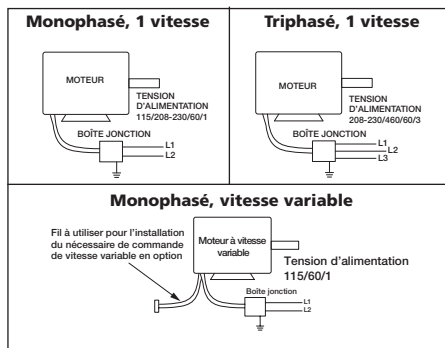 Monophasé, 1 vitesse
MOTEUR
TENSION
D'ALIMENTATION
115/208-230/60/1
BOÎTE JONCTION
L1
L2
Triphasé, 1 vitesse
MOTEUR
TENSION
D'ALIMENTATION
208-230/460/60/3
BOÎTE JONCTION
L1
L2
L3
Monophasé, vitesse variable
Fil à utiliser pour l'installation
du nécessaire de commande
de vitesse variable en option
Moteur à vitesse
variable
Tension d'alimentation
115/60/1
Boîte jonction
L1
L2